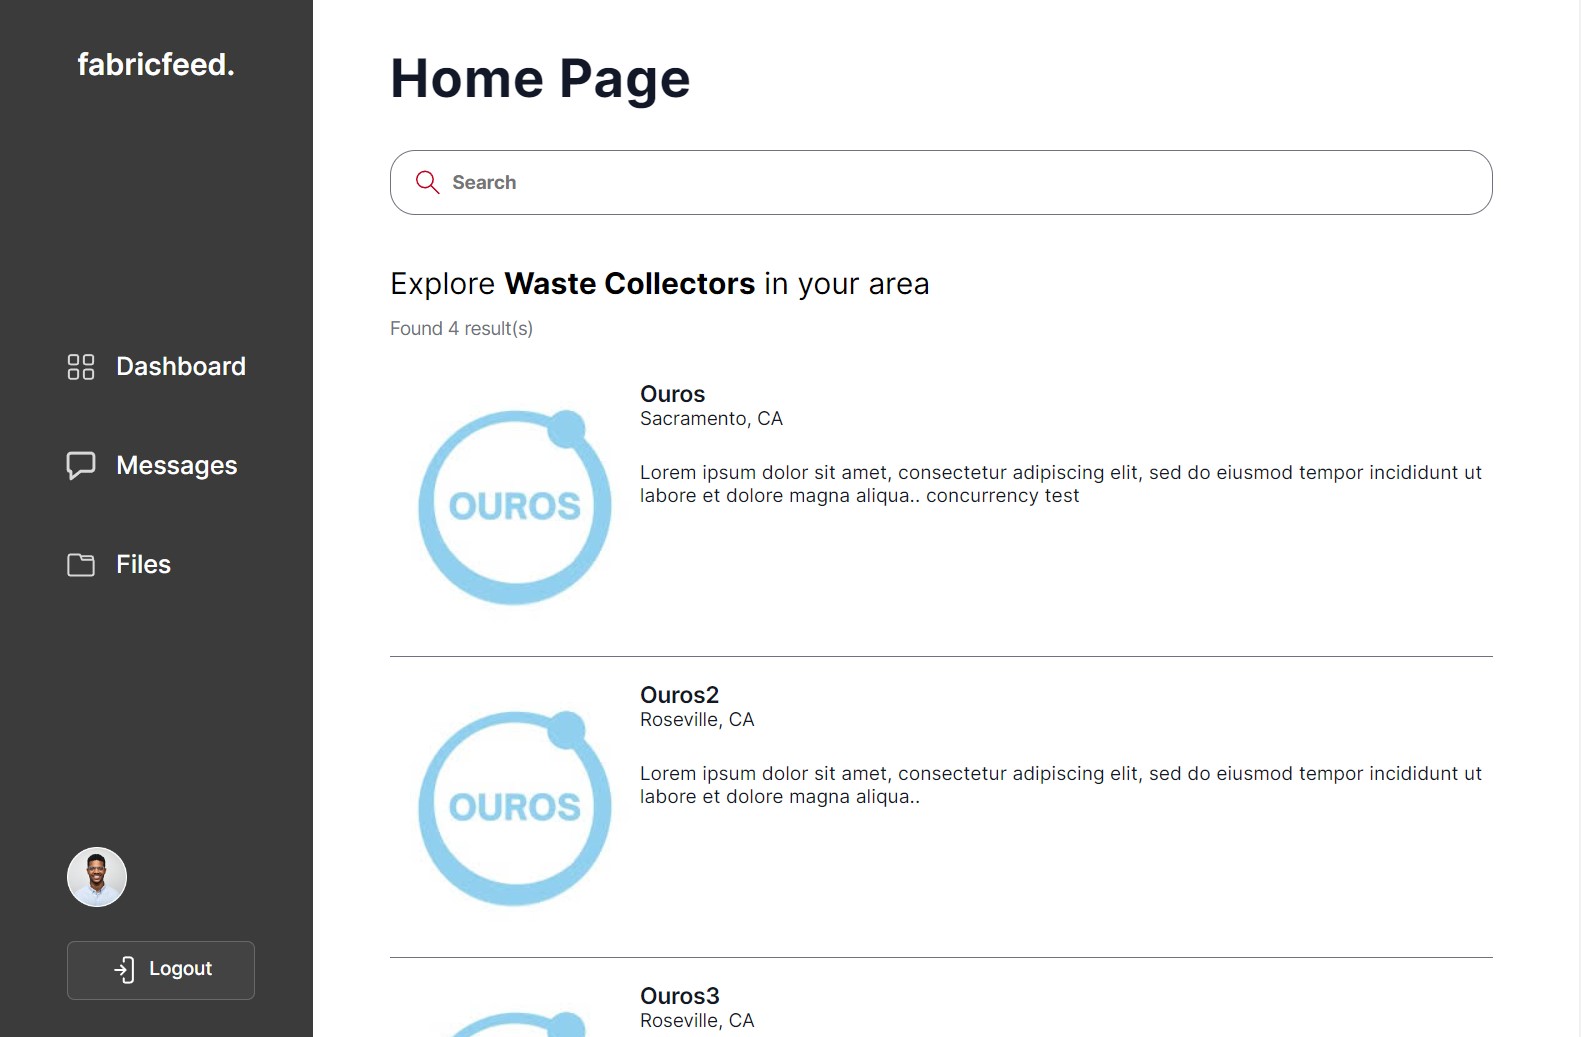 fabricfeed.
Dashboard
Messages
Files
Logout
Home Page
Search
Explore Waste Collectors in your area
Found 4 result(s)
OUROS
Ouros
Sacramento, CA
Lorem ipsum dolor sit amet, consectetur adipiscing elit, sed do eiusmod tempor incididunt ut
labore et dolore magna aliqua.. concurrency test
OUROS
Ouros2
Roseville, CA
Lorem ipsum dolor sit amet, consectetur adipiscing elit, sed do eiusmod tempor incididunt ut
labore et dolore magna aliqua..
Ouros3
Roseville, CA